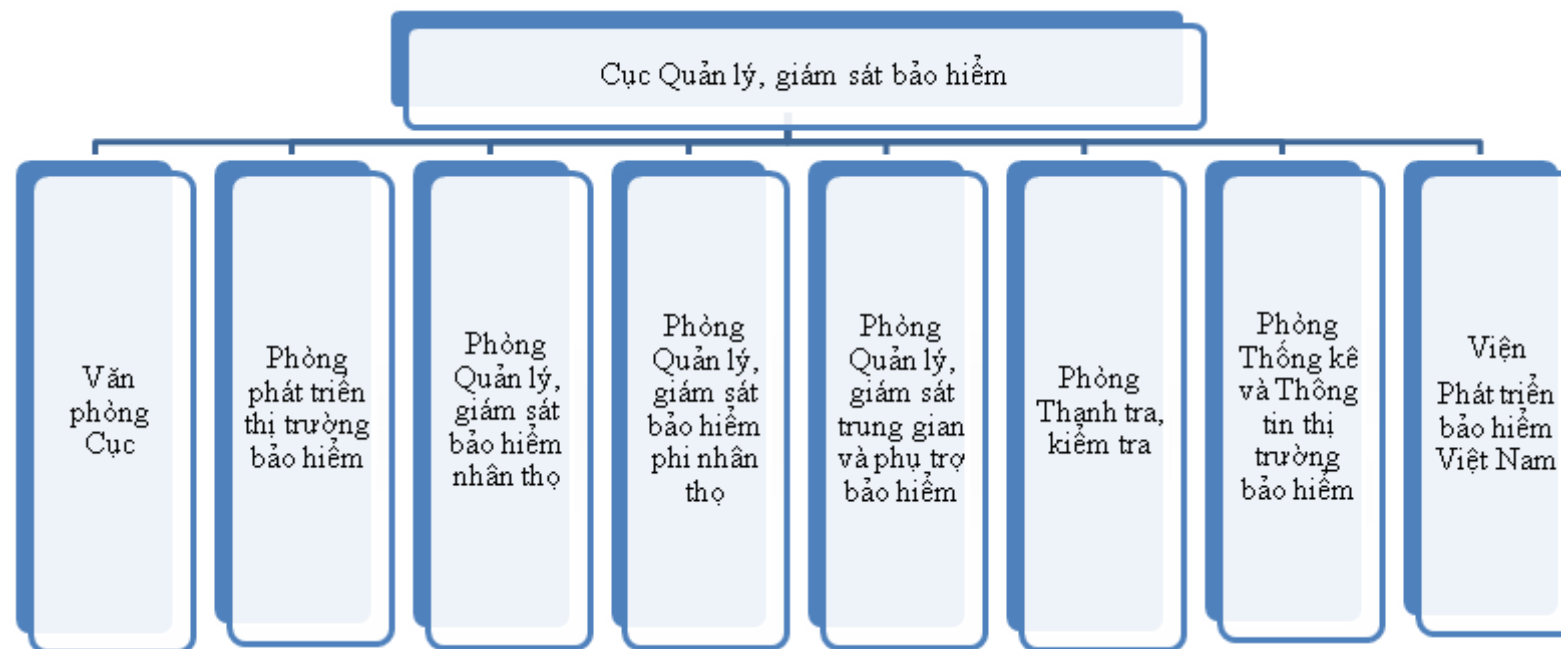 Cục Quản lý, giám sát bảo hiểm
Văn
phòng
Cục
Phòng
phát triển
thị trường
bảo hiểm
Phòng
Quản lý,
giám sát
bảo hiểm
nhân thọ
Phòng
Quản lý,
giám sát
bảo hiểm
phi nhân
thọ
Phòng
Quản lý,
giám sát
trung gian
và phụ trợ
bảo hiểm
Phòng
Thanh tra,
kiểm tra
Phòng
Thống kê
và Thông
tin thị
trường
bảo hiểm
Viện
Phát triển
bảo hiểm
Việt Nam